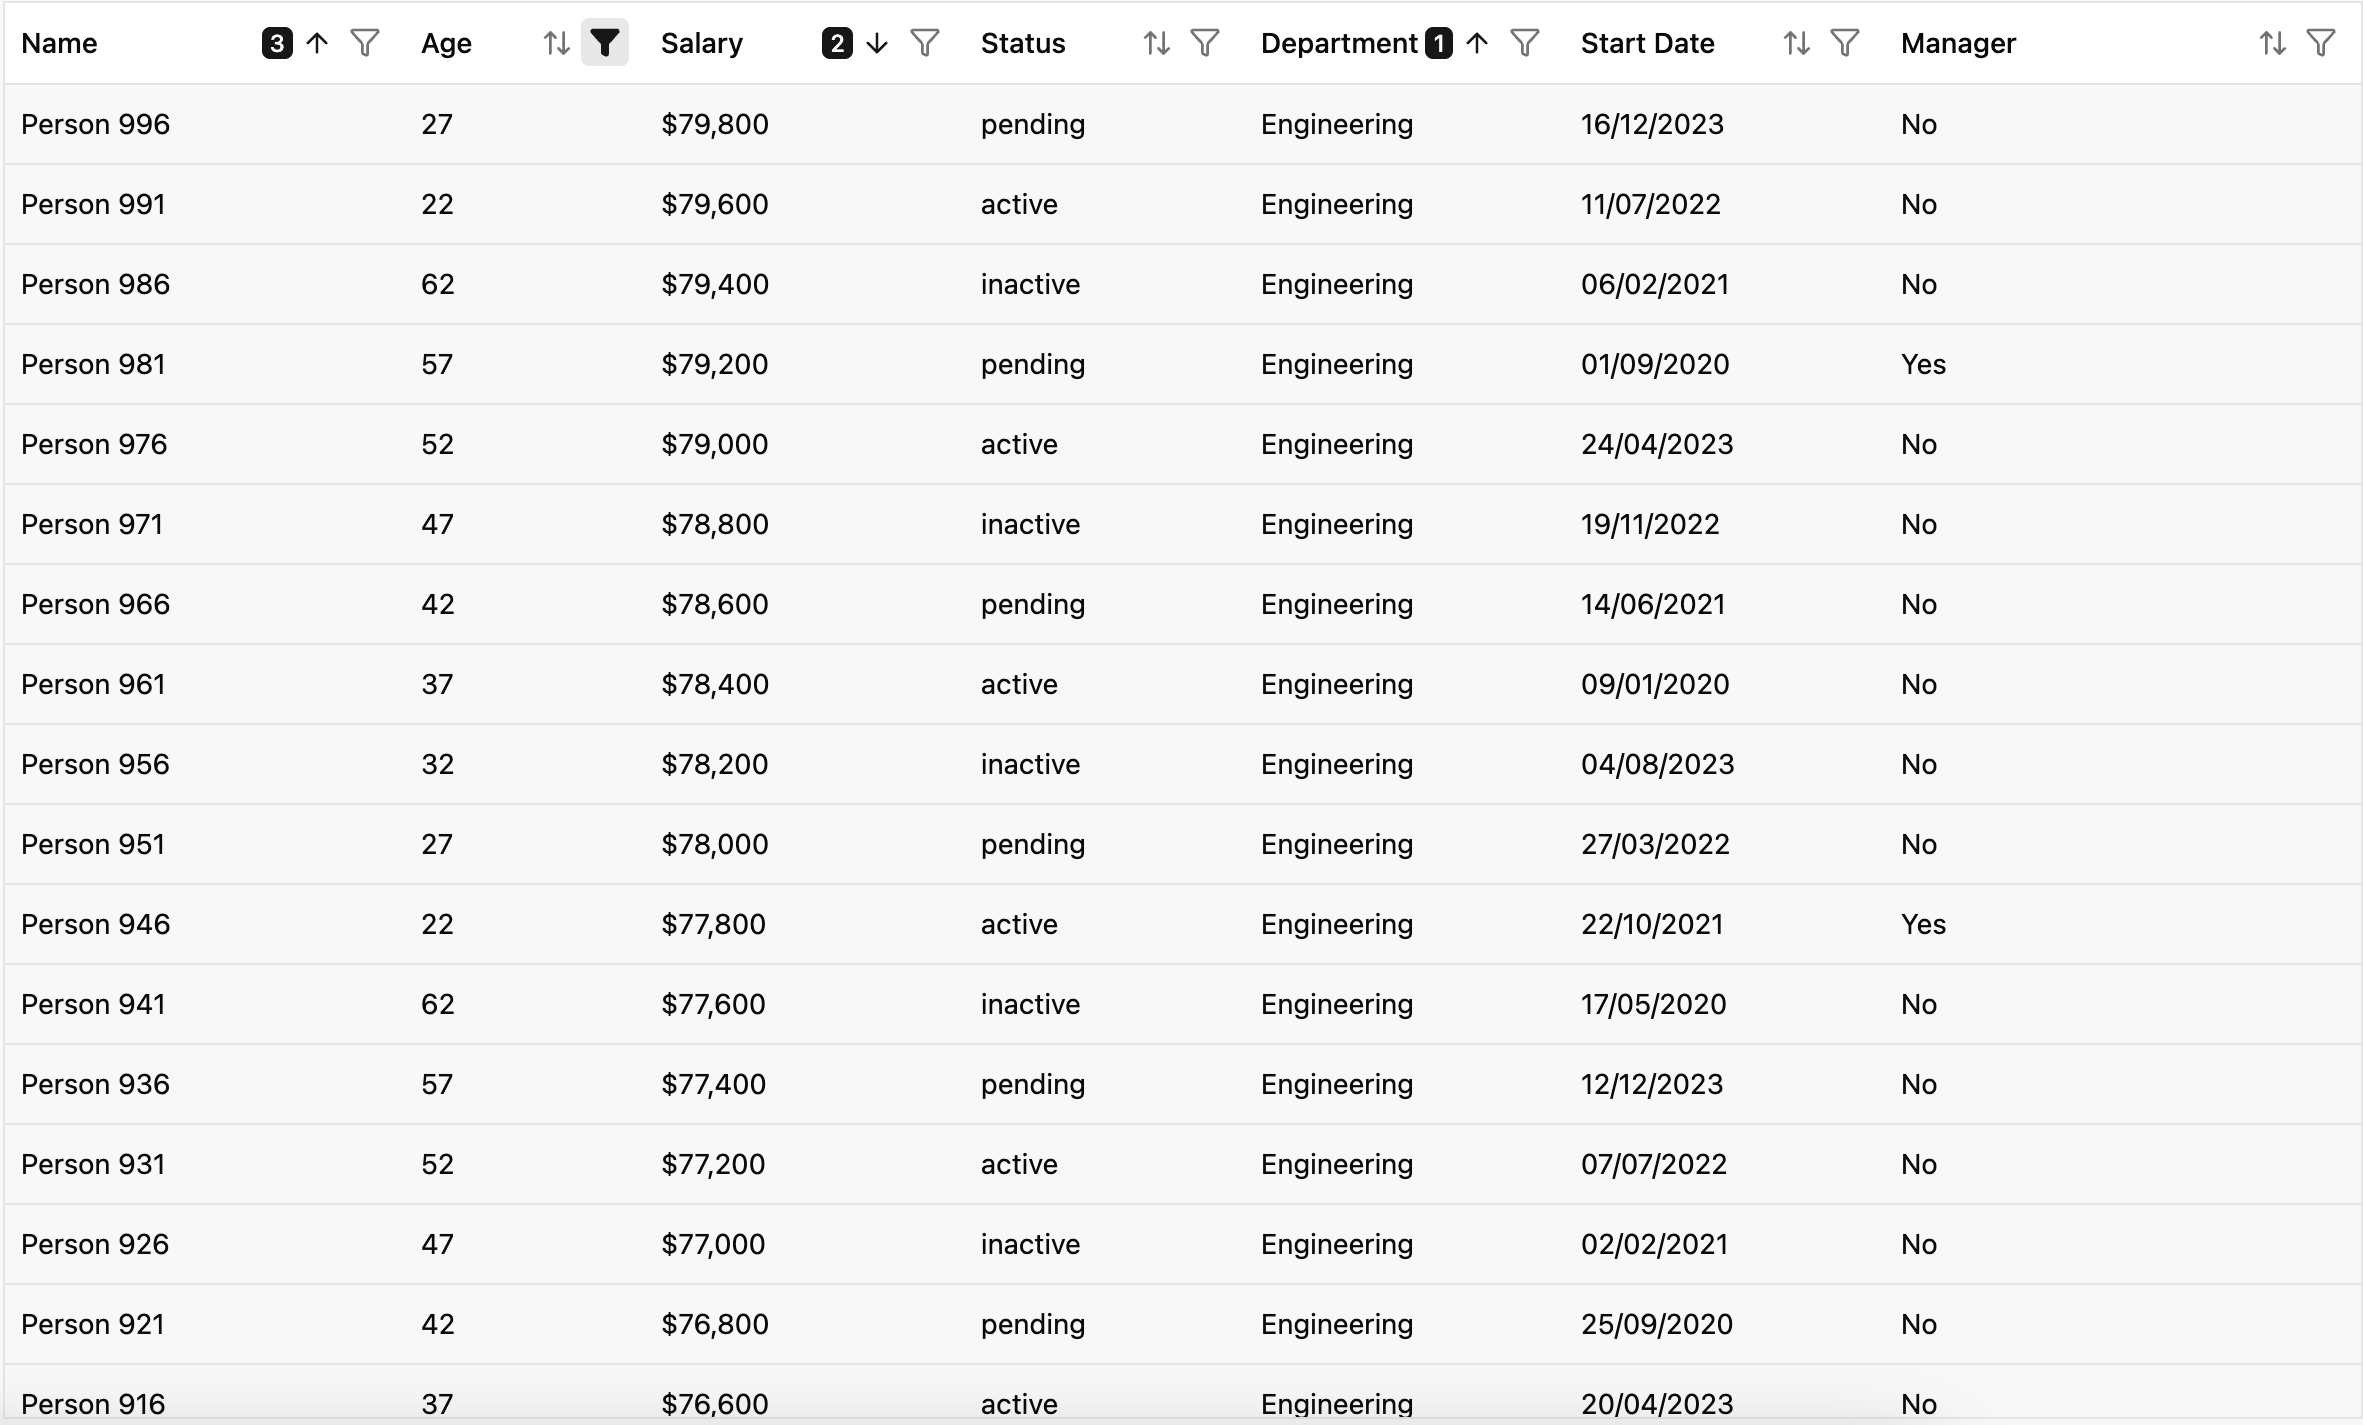 Name 3 Age Salary 2 Status Department 1 Start Date Manager
Person 996 27 $79,800 pending Engineering 16/12/2023 No
Person 991 22 $79,600 active Engineering 11/07/2022 No
Person 986 62 $79,400 inactive Engineering 06/02/2021 No
Person 981 57 $79,200 pending Engineering 01/09/2020 Yes
Person 976 52 $79,000 active Engineering 24/04/2023 No
Person 971 47 $78,800 inactive Engineering 19/11/2022 No
Person 966 42 $78,600 pending Engineering 14/06/2021 No
Person 961 37 $78,400 active Engineering 09/01/2020 No
Person 956 32 $78,200 inactive Engineering 04/08/2023 No
Person 951 27 $78,000 pending Engineering 27/03/2022 No
Person 946 22 $77,800 active Engineering 22/10/2021 Yes
Person 941 62 $77,600 inactive Engineering 17/05/2020 No
Person 936 57 $77,400 pending Engineering 12/12/2023 No
Person 931 52 $77,200 active Engineering 07/07/2022 No
Person 926 47 $77,000 inactive Engineering 02/02/2021 No
Person 921 42 $76,800 pending Engineering 25/09/2020 No
Person 916 37 $76,600 active Engineering 20/04/2023 No